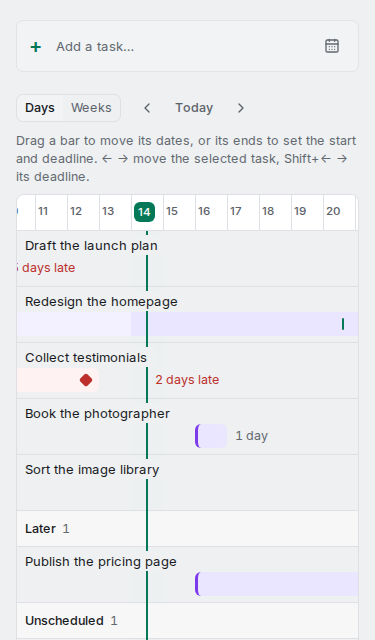 + Add a task...
Days Weeks < Today >
Drag a bar to move its dates, or its ends to set the start
and deadline. ← → move the selected task, Shift+← →
its deadline.
11 12 13 14 15 16 17 18 19 20
Draft the launch plan
days late
Redesign the homepage
Collect testimonials
2 days late
Book the photographer
1 day
Sort the image library
Later 1
Publish the pricing page
Unscheduled 1